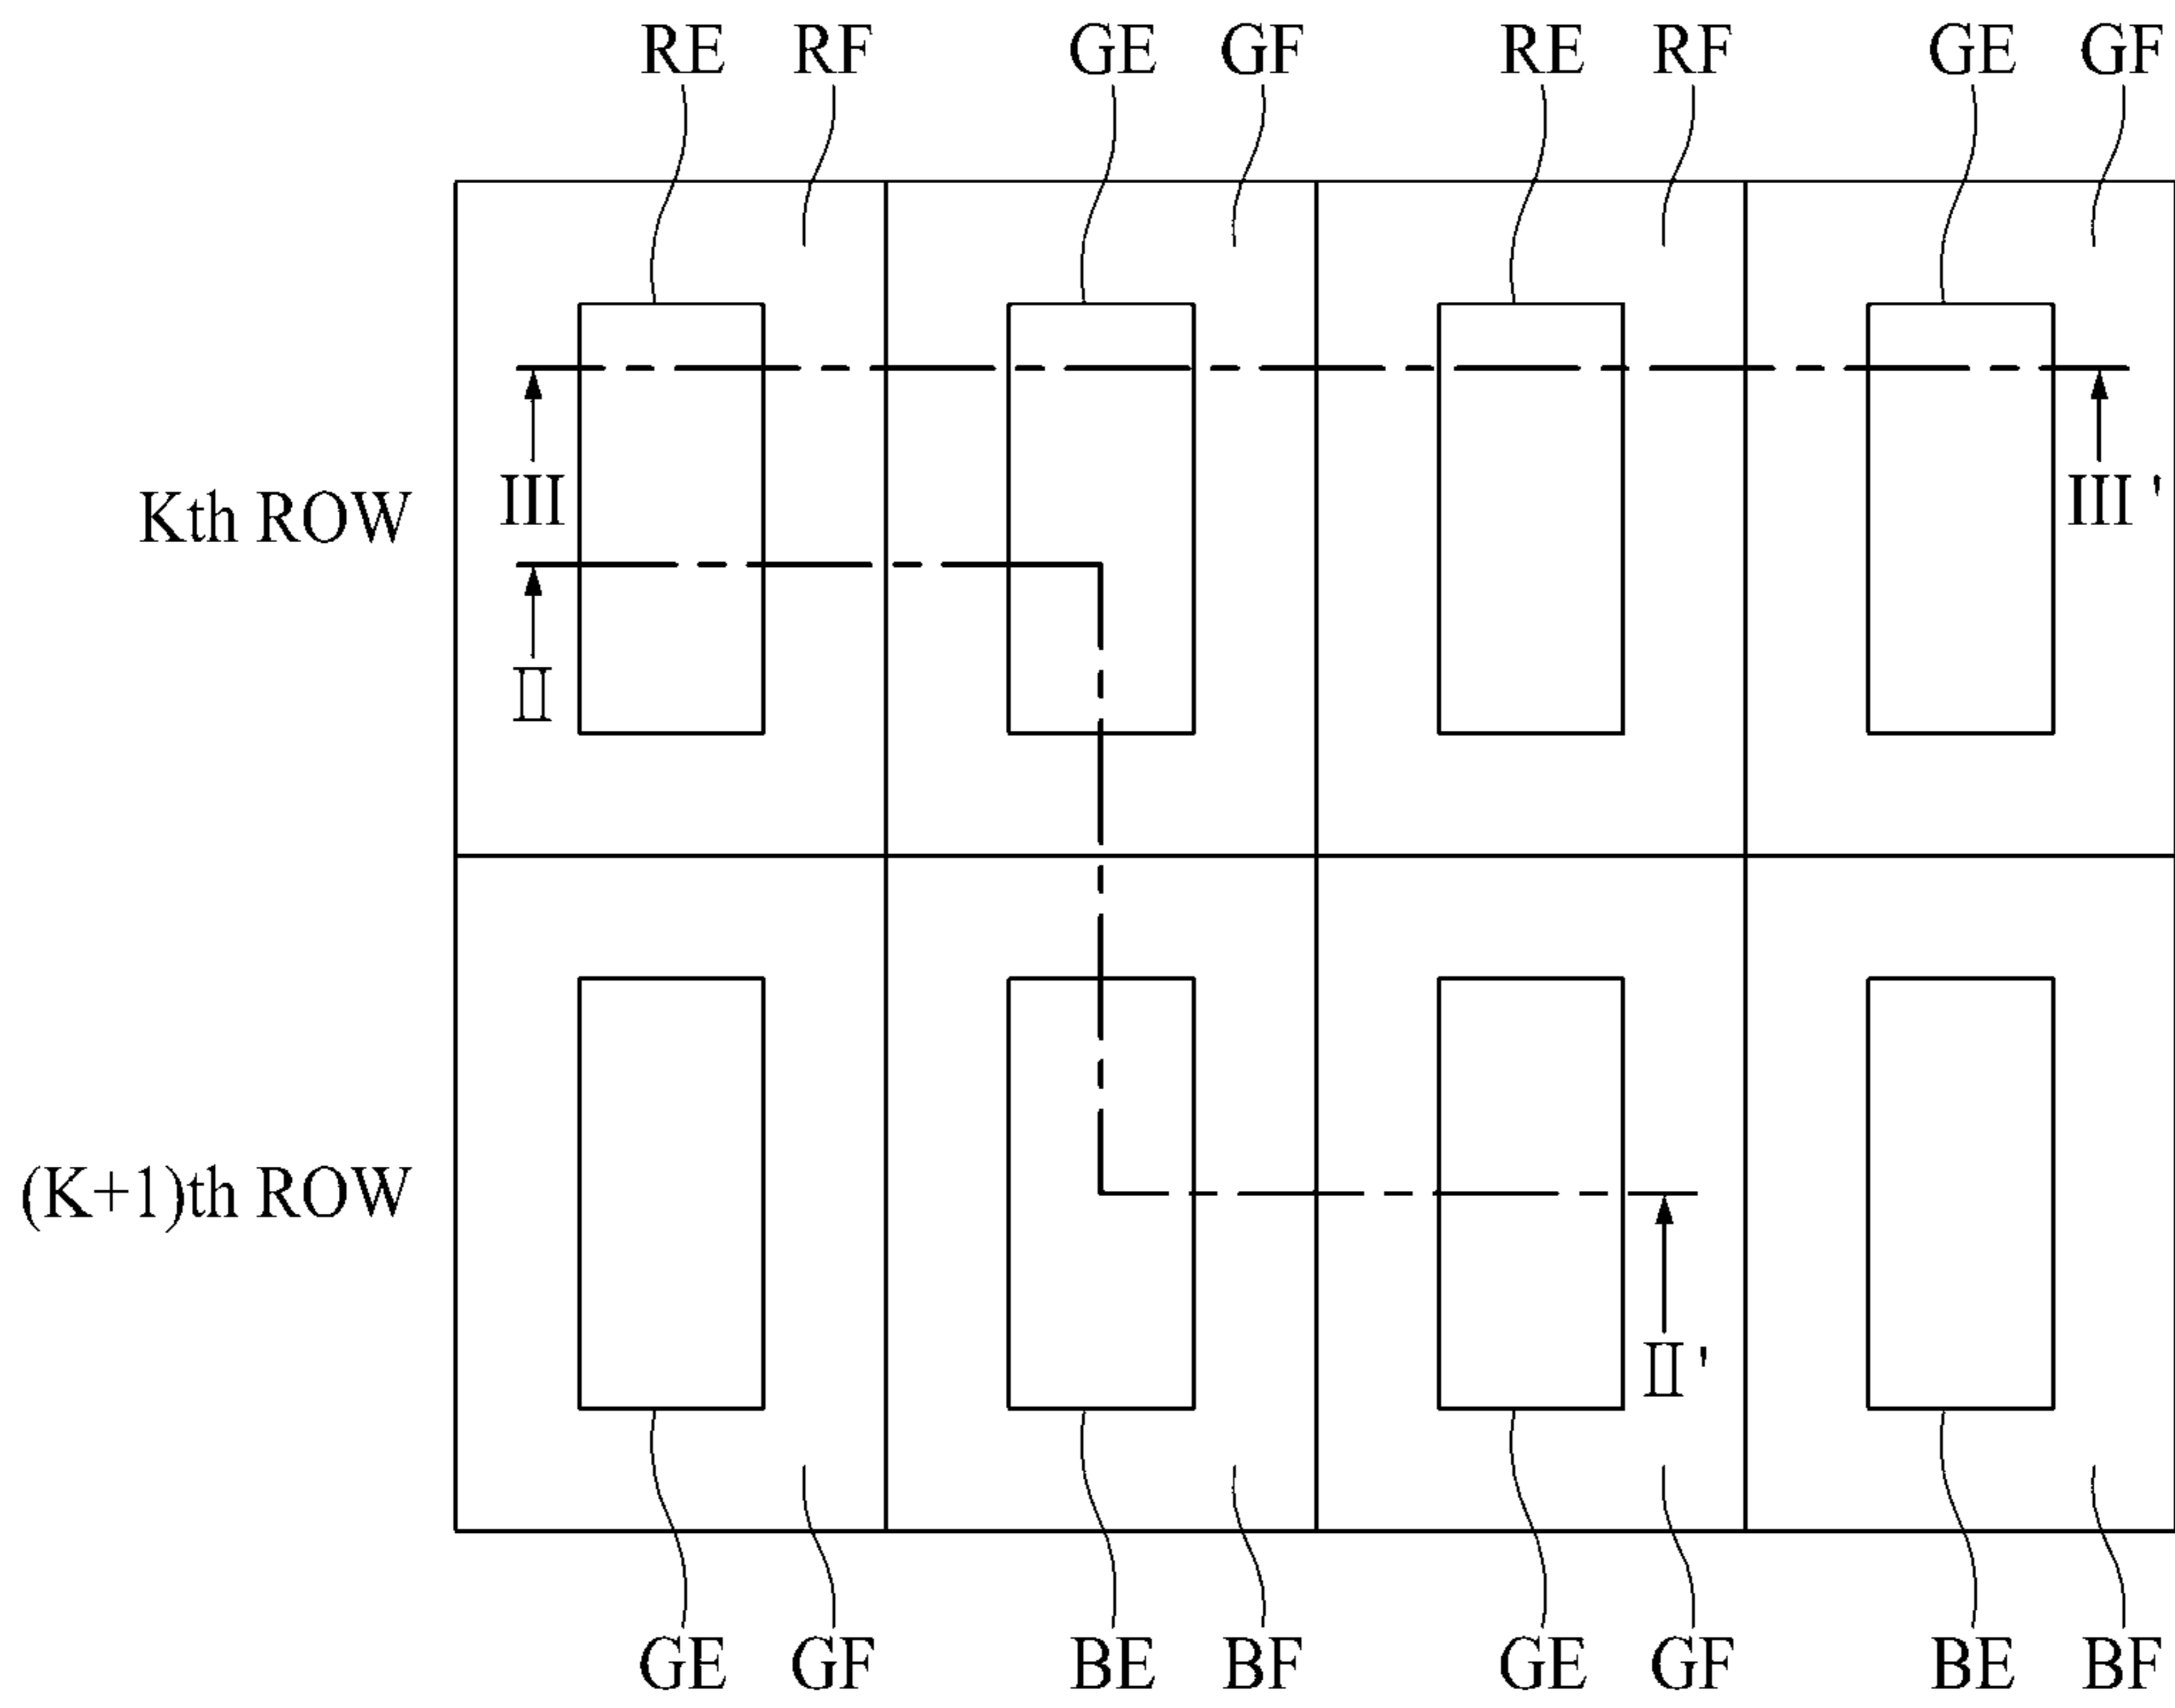 RE RF GE GF RE RF GE GF
Kth ROW III III'
II
(K+1)th ROW
II'
GE GF BE BF GE GF BE BF